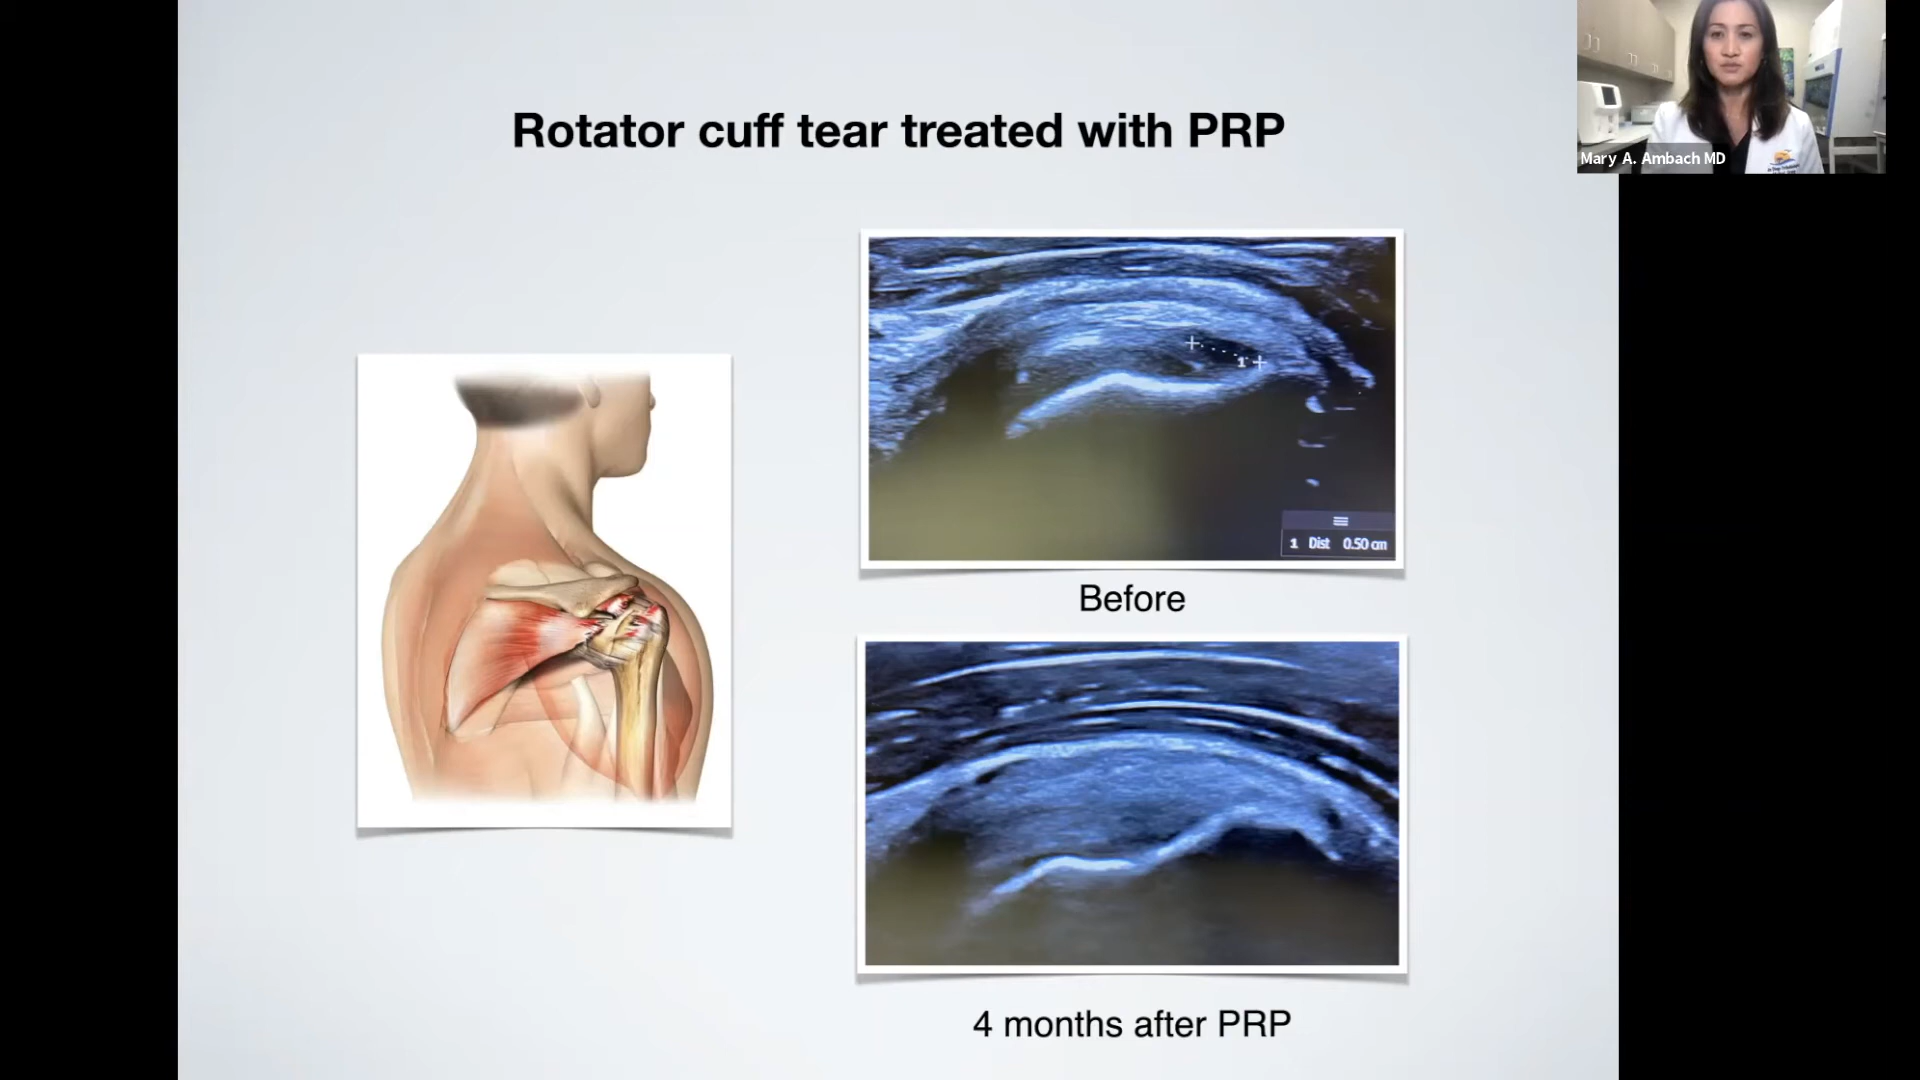 Rotator cuff tear treated with PRP
Mary A. Ambach MD
1
1 Dist 0.50 cm
Before
4 months after PRP